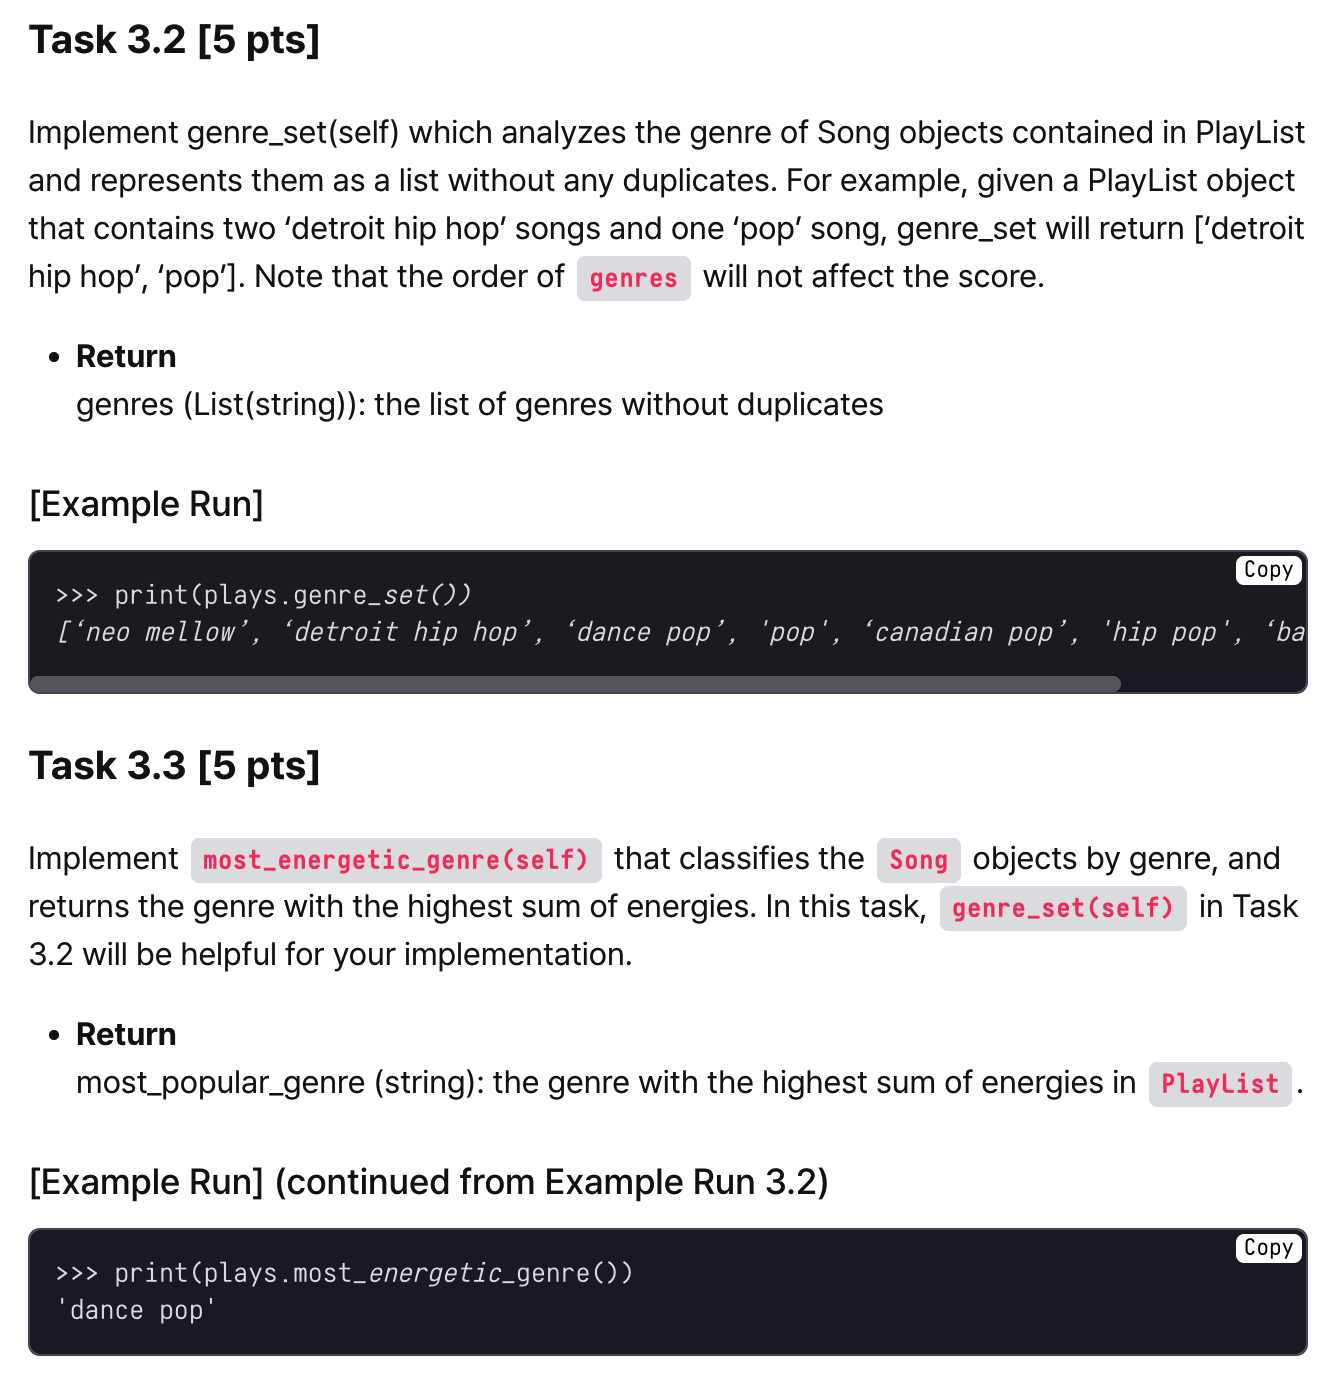 Task 3.2 [5 pts]
Implement genre_set(self) which analyzes the genre of Song objects contained in PlayList
and represents them as a list without any duplicates. For example, given a PlayList object
that contains two ‘detroit hip hop’ songs and one ‘pop’ song, genre_set will return [‘detroit
hip hop’, ‘pop’]. Note that the order of genres will not affect the score.
• Return
genres (List(string)): the list of genres without duplicates
[Example Run]
Copy
>>> print(plays.genre_set())
[‘neo mellow’, ‘detroit hip hop’, ‘dance pop’, 'pop', ‘canadian pop’, 'hip pop', ‘ba
Task 3.3 [5 pts]
Implement most_energetic_genre(self) that classifies the Song objects by genre, and
returns the genre with the highest sum of energies. In this task, genre_set(self) in Task
3.2 will be helpful for your implementation.
• Return
most_popular_genre (string): the genre with the highest sum of energies in PlayList.
[Example Run] (continued from Example Run 3.2)
Copy
>>> print(plays.most_energetic_genre())
'dance pop'